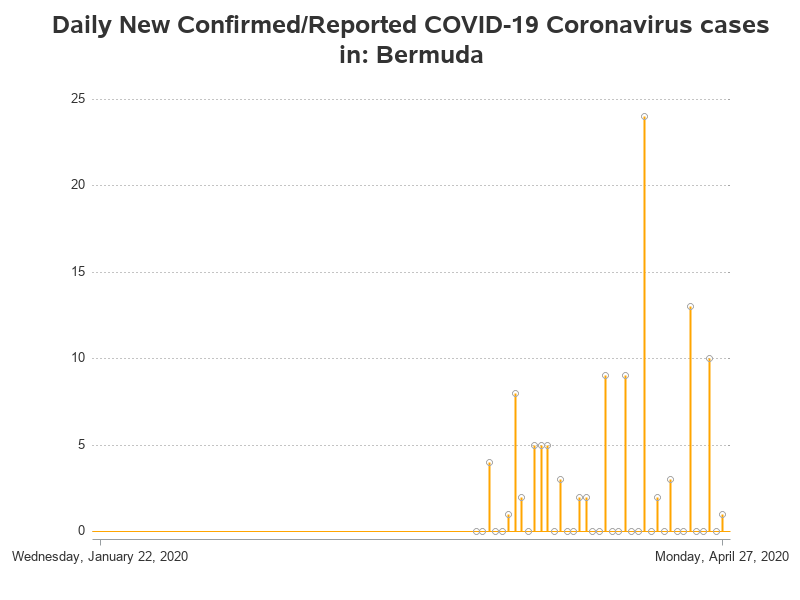 Daily New Confirmed/Reported COVID-19 Coronavirus cases
in: Bermuda
25
20
15
10
5
0
Wednesday, January 22, 2020
Monday, April 27, 2020